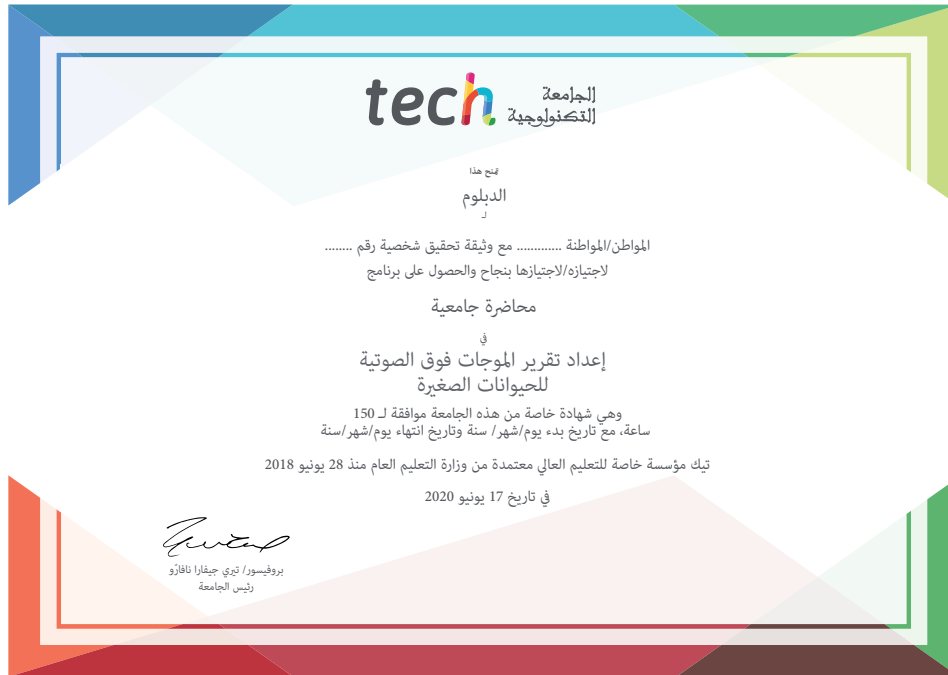 tech الجامعة
التكنولوجية
تمنح هذا
الدبلوم
لـ
المواطن/المواطنة ............. مع وثيقة تحقيق شخصية رقم ........
لاجتيازه/لاجتيازها بنجاح والحصول على برنامج
محاضرة جامعية
في
إعداد تقرير الموجات فوق الصوتية
للحيوانات الصغيرة
وهي شهادة خاصة من هذه الجامعة موافقة لـ 150
ساعة، مع تاريخ بدء يوم/شهر/ سنة وتاريخ انتهاء يوم/شهر/سنة
تيك مؤسسة خاصة للتعليم العالي معتمدة من وزارة التعليم العام منذ 28 يونيو 2018
في تاريخ 17 يونيو 2020
بروفيسور/ تيري جيفارا نافارّو
رئيس الجامعة